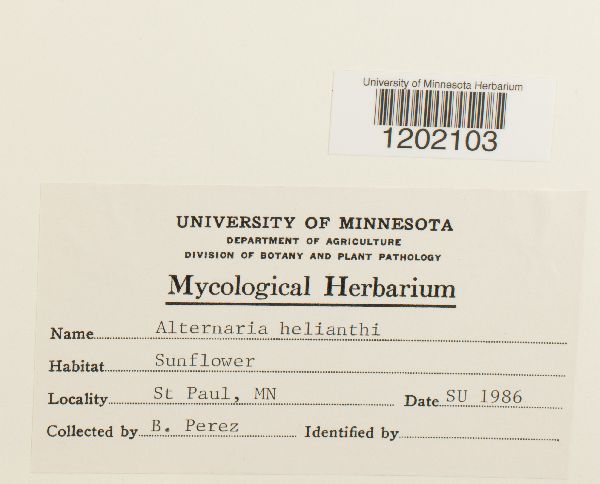 University of Minnesota Herbarium
1202103
UNIVERSITY OF MINNESOTA
DEPARTMENT OF AGRICULTURE
DIVISION OF BOTANY AND PLANT PATHOLOGY
Mycological Herbarium
Name Alternaria helianthi
Habitat Sunflower
Locality St Paul, MN Date SU 1986
Collected by B. Perez Identified by